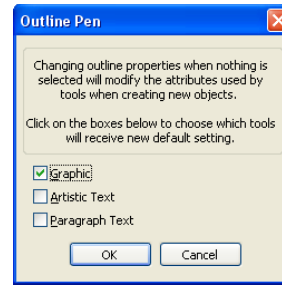 Outline Pen
Changing outline properties when nothing is
selected will modify the attributes used by
tools when creating new objects.
Click on the boxes below to choose which tools
will receive new default setting.
Graphic
Artistic Text
Paragraph Text
OK Cancel